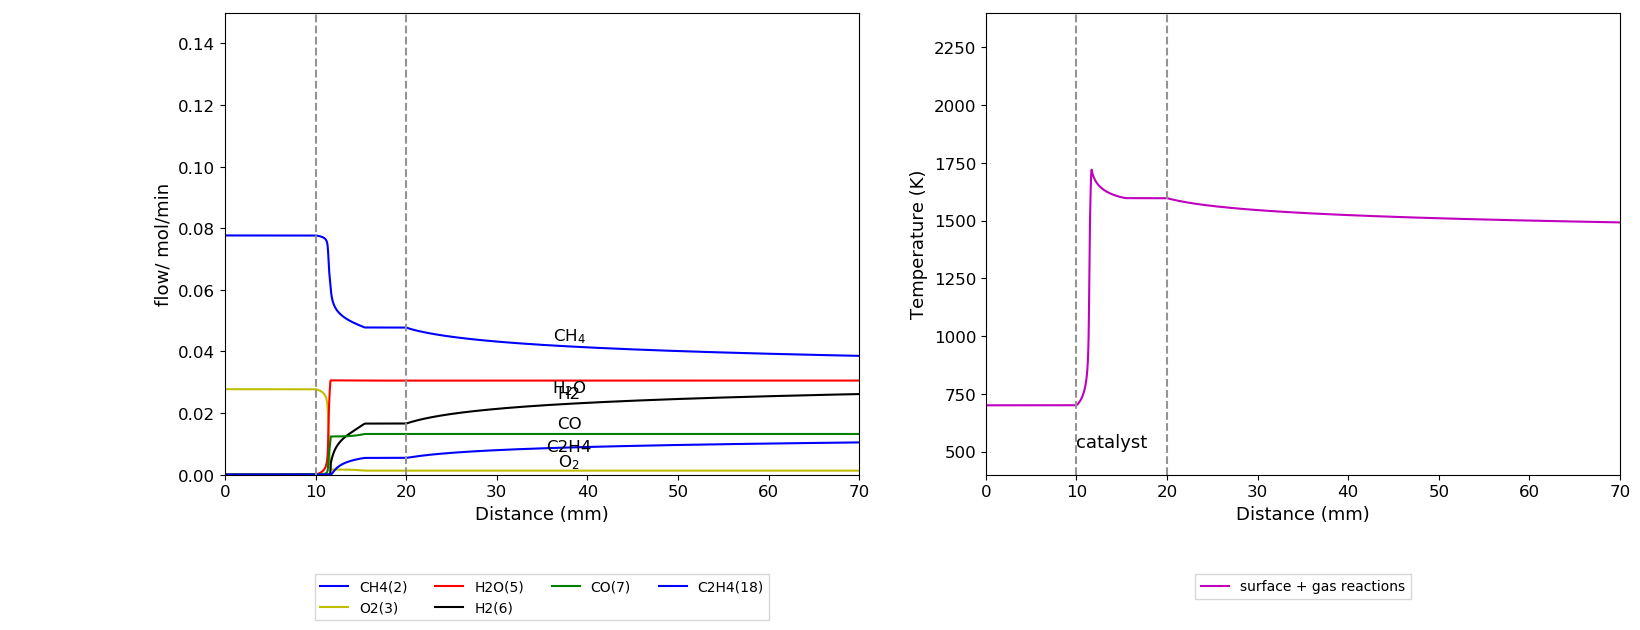 0.14
0.12
0.10
0.08
0.06
0.04
0.02
0.00
flow/ mol/min
CH₄
H₂O
H2
CO
C2H4
O₂
0 10 20 30 40 50 60 70
Distance (mm)
CH4(2) H2O(5) CO(7) C2H4(18)
O2(3) H2(6)
2250
2000
1750
1500
1250
1000
750
500
Temperature (K)
catalyst
0 10 20 30 40 50 60 70
Distance (mm)
surface + gas reactions